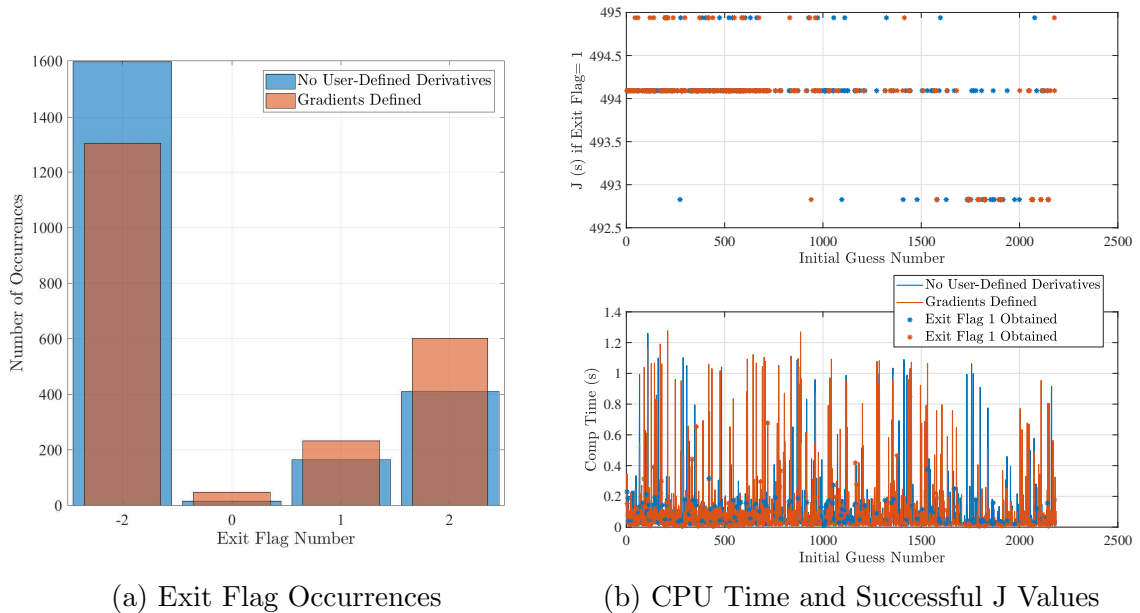 1600
1400
1200
1000
800
600
400
200
0
Number of Occurrences
-2
0
1
2
Exit Flag Number
No User-Defined Derivatives
Gradients Defined
(a) Exit Flag Occurrences
495
494.5
494
493.5
493
492.5
J (s) if Exit Flag= 1
0
500
1000
1500
2000
2500
Initial Guess Number
No User-Defined Derivatives
Gradients Defined
Exit Flag 1 Obtained
Exit Flag 1 Obtained
1.4
1.2
1
0.8
0.6
0.4
0.2
0
Comp Time (s)
0
500
1000
1500
2000
2500
Initial Guess Number
(b) CPU Time and Successful J Values